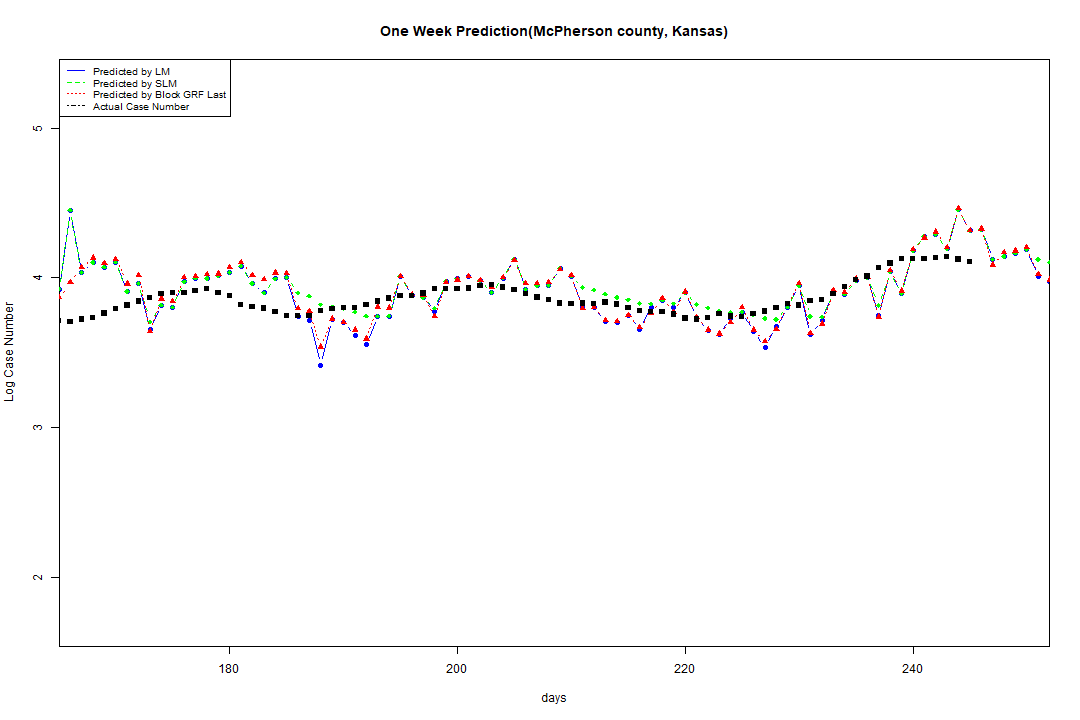 One Week Prediction(McPherson county, Kansas)
Predicted by LM
Predicted by SLM
Predicted by Block GRF Last
Actual Case Number
5
4
3
2
Log Case Number
180
200
220
240
days